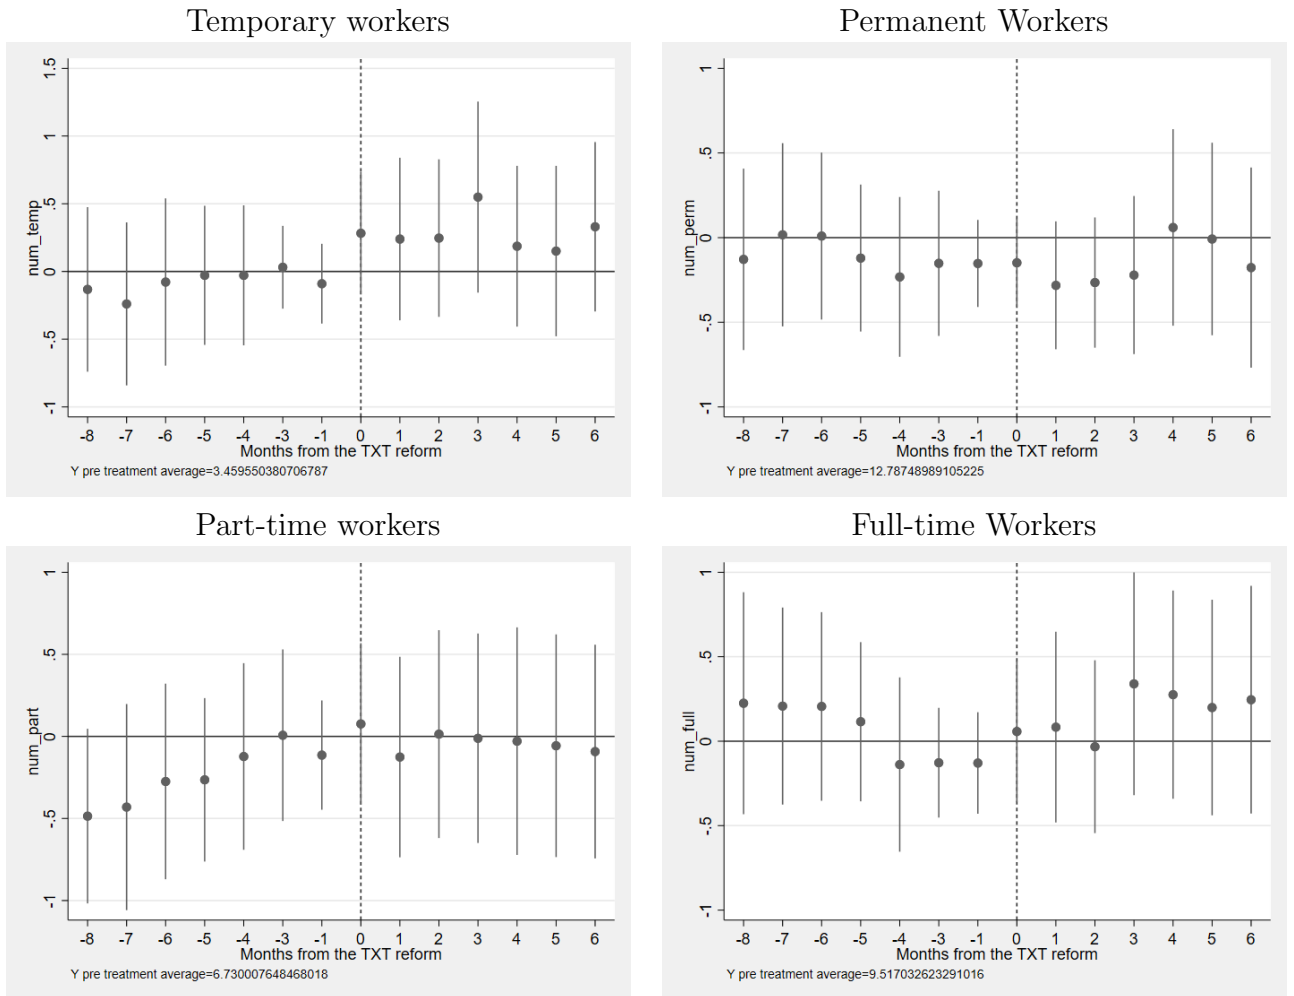 Temporary workers
Permanent Workers
1.5
1
.5
0
-.5
-1
num_temp
-8 -7 -6 -5 -4 -3 -1 0 1 2 3 4 5 6
Months from the TXT reform
Y pre treatment average=3.459550380706787
1
.5
0
-.5
-1
num_perm
-8 -7 -6 -5 -4 -3 -1 0 1 2 3 4 5 6
Months from the TXT reform
Y pre treatment average=12.78748989105225
Part-time workers
Full-time Workers
1
.5
0
-.5
-1
num_part
-8 -7 -6 -5 -4 -3 -1 0 1 2 3 4 5 6
Months from the TXT reform
Y pre treatment average=6.730007648468018
1
.5
0
-.5
-1
num_full
-8 -7 -6 -5 -4 -3 -1 0 1 2 3 4 5 6
Months from the TXT reform
Y pre treatment average=9.517032623291016